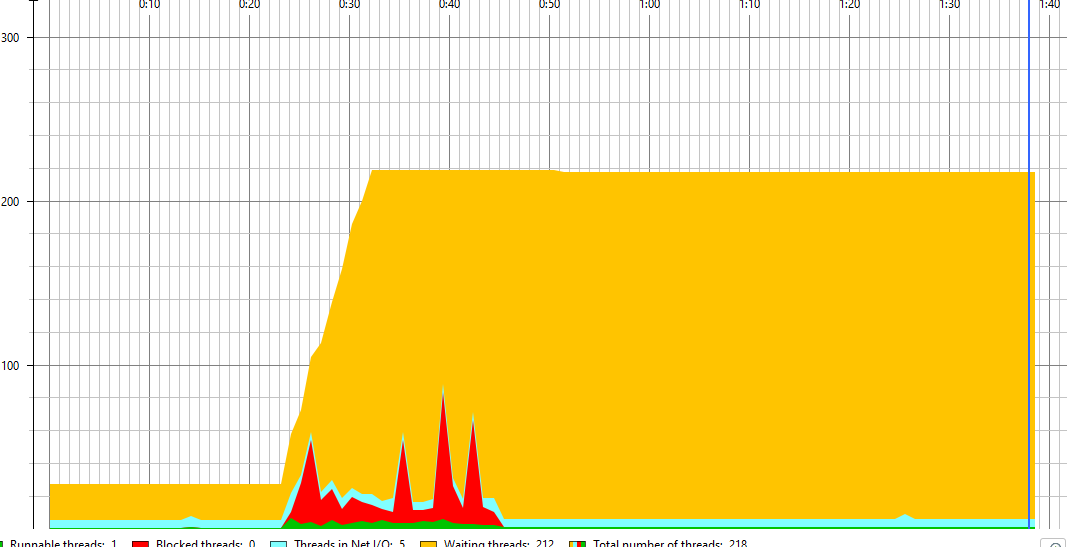 0:10 0:20 0:30 0:40 0:50 1:00 1:10 1:20 1:30 1:40
300
200
100
Runnable threads: 1 Blocked threads: 0 Threads in Net I/O: 5 Waiting threads: 212 Total number of threads: 218